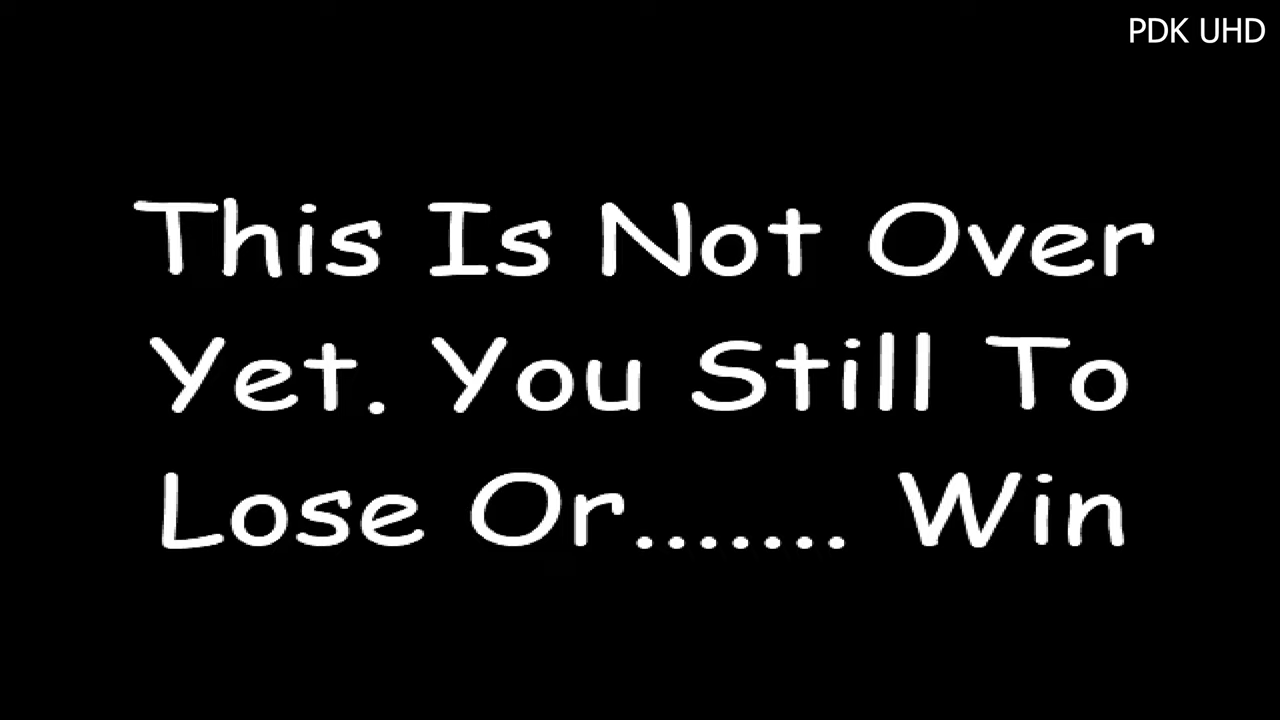 PDK UHD
This Is Not Over
Yet. You Still To
Lose Or....... Win